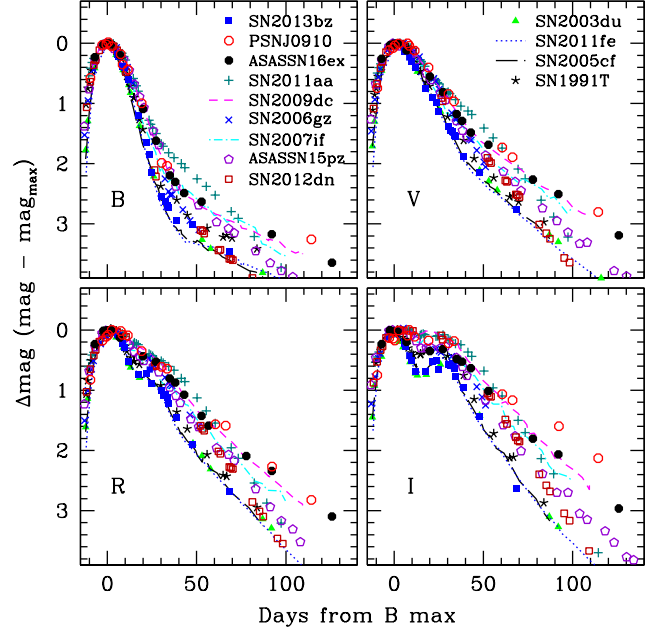 SN2013bz
PSNJ0910
ASASSN16ex
SN2011aa
SN2009dc
SN2006gz
SN2007if
ASASSN15pz
SN2012dn
SN2003du
SN2011fe
SN2005cf
SN1991T
0
1
2
3
B
V
0
1
2
3
R
I
0 50 100
0 50 100
Δmag (mag − mag_max)
Days from B max